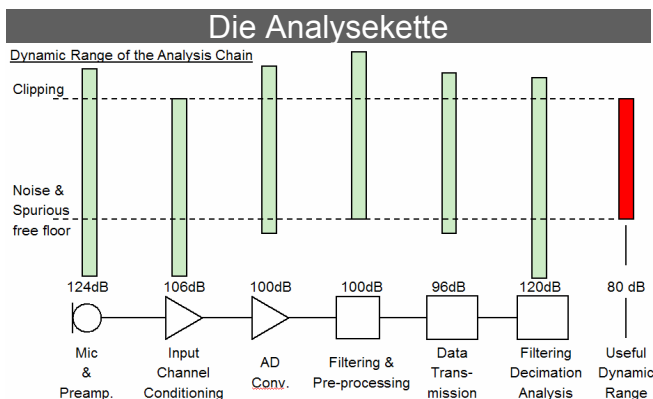 Die Analysekette
Dynamic Range of the Analysis Chain
Clipping
Noise &
Spurious
free floor
124dB
106dB
100dB
100dB
96dB
120dB
80 dB
Mic
&
Preamp.
Input
Channel
Conditioning
AD
Conv.
Filtering &
Pre-processing
Data
Trans-
mission
Filtering
Decimation
Analysis
Useful
Dynamic
Range